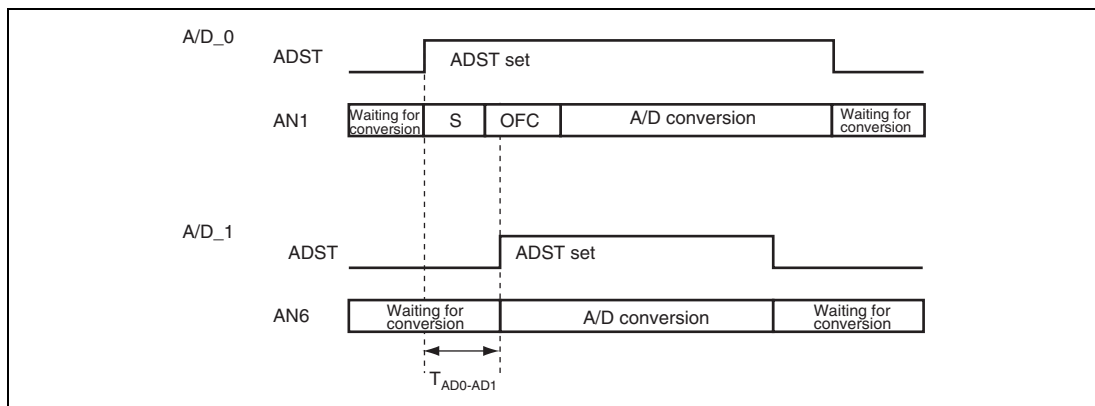 A/D_0
ADST
ADST set
AN1
Waiting for
conversion
S
OFC
A/D conversion
Waiting for
conversion
A/D_1
ADST
ADST set
AN6
Waiting for
conversion
A/D conversion
Waiting for
conversion
TAD0-AD1